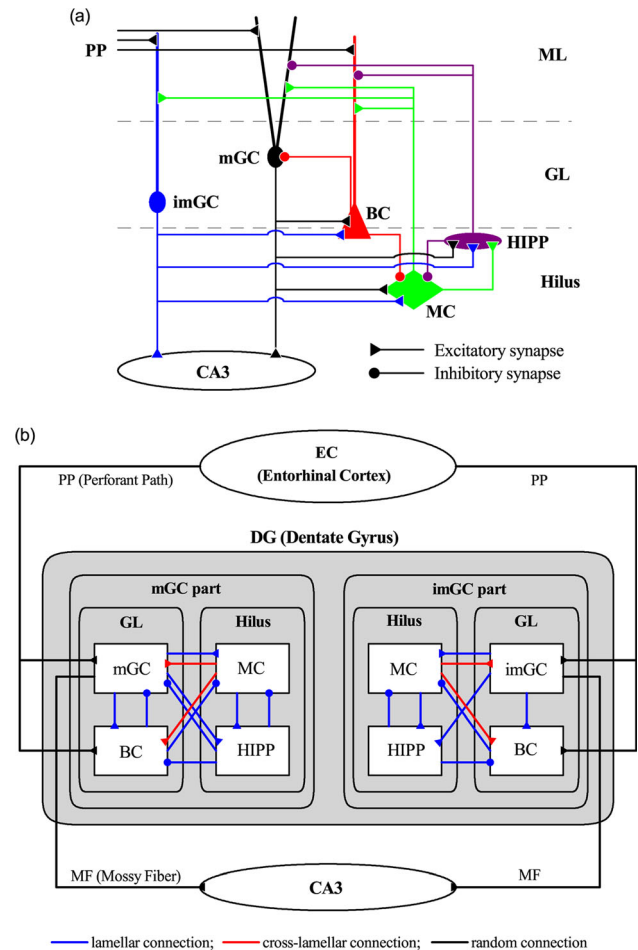 (a)
PP
ML
mGC
GL
imGC
BC
HIPP
Hilus
MC
Excitatory synapse
CA3
Inhibitory synapse
(b)
EC
(Entorhinal Cortex)
PP (Perforant Path)
PP
DG (Dentate Gyrus)
mGC part
imGC part
GL
Hilus
Hilus
GL
mGC
MC
MC
imGC
BC
HIPP
HIPP
BC
MF (Mossy Fiber)
CA3
MF
lamellar connection;
cross-lamellar connection;
random connection